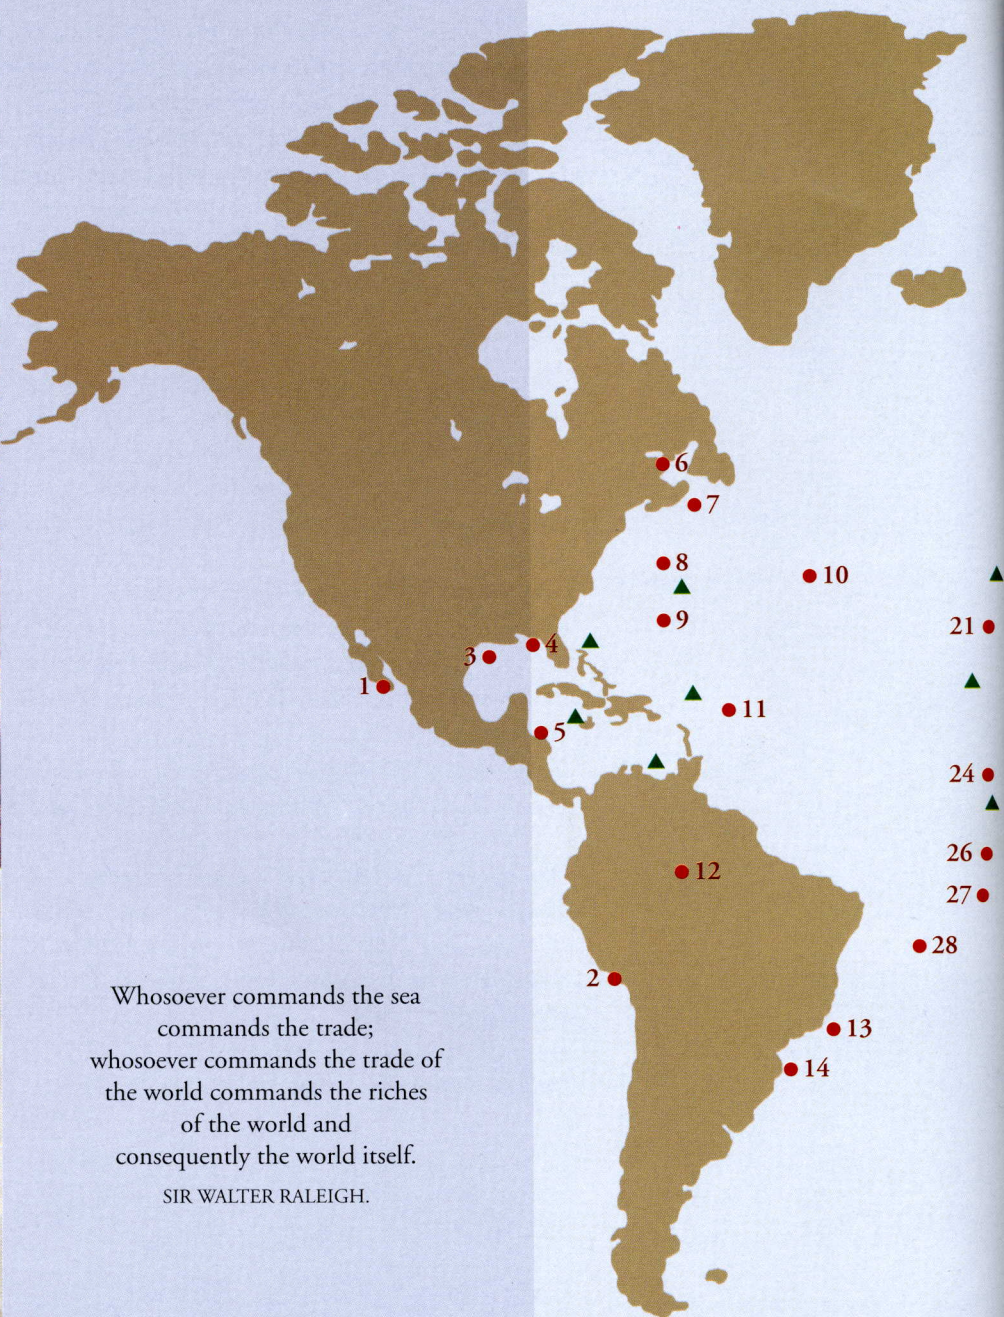 6
7
8
10
9
21
4
3
1
11
5
24
26
12
27
28
2
Whosoever commands the sea
commands the trade;
whosoever commands the trade of
the world commands the riches
of the world and
consequently the world itself.
SIR WALTER RALEIGH.
13
14